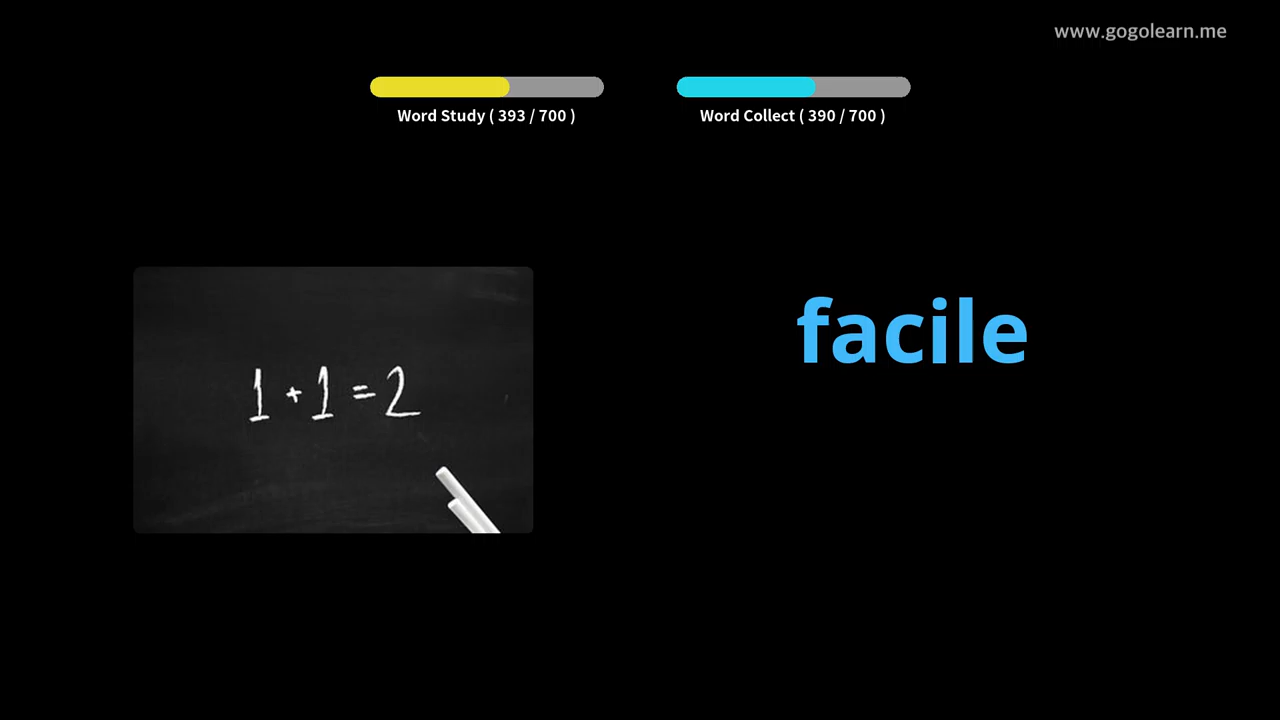 www.gogolearn.me
Word Study ( 393 / 700 )
Word Collect ( 390 / 700 )
facile
1 + 1 = 2